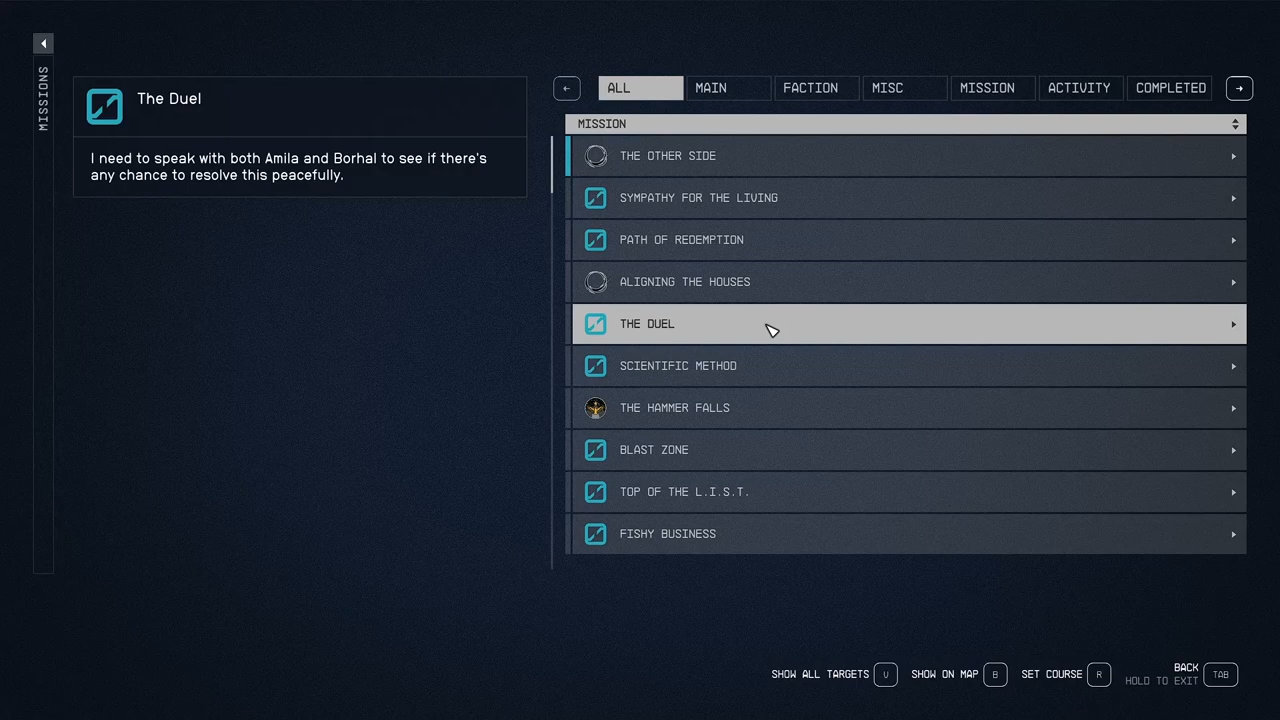 MISSIONS
The Duel
I need to speak with both Amila and Borhal to see if there's
any chance to resolve this peacefully.
ALL MAIN FACTION MISC MISSION ACTIVITY COMPLETED
MISSION
THE OTHER SIDE
SYMPATHY FOR THE LIVING
PATH OF REDEMPTION
ALIGNING THE HOUSES
THE DUEL
SCIENTIFIC METHOD
THE HAMMER FALLS
BLAST ZONE
TOP OF THE L.I.S.T.
FISHY BUSINESS
SHOW ALL TARGETS V SHOW ON MAP B SET COURSE R BACK TAB
HOLD TO EXIT